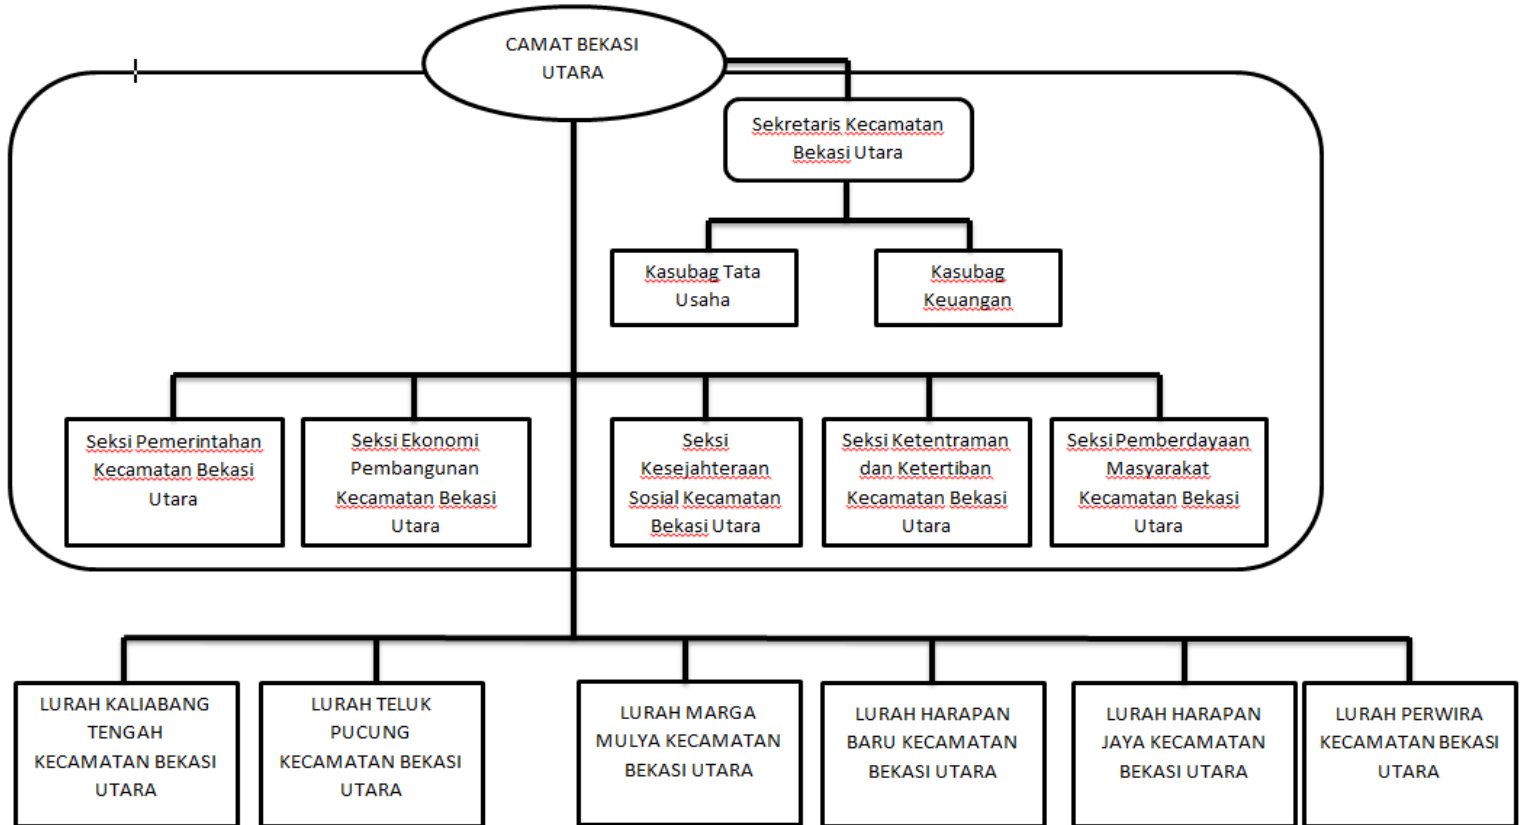 CAMAT BEKASI
UTARA
Sekretaris Kecamatan
Bekasi Utara
Kasubag Tata
Usaha
Kasubag
Keuangan
Seksi Pemerintahan
Kecamatan Bekasi
Utara
Seksi Ekonomi
Pembangunan
Kecamatan Bekasi
Utara
Seksi
Kesejahteraan
Sosial Kecamatan
Bekasi Utara
Seksi Ketentraman
dan Ketertiban
Kecamatan Bekasi
Utara
Seksi Pemberdayaan
Masyarakat
Kecamatan Bekasi
Utara
LURAH KALIABANG
TENGAH
KECAMATAN BEKASI
UTARA
LURAH TELUK
PUCUNG
KECAMATAN BEKASI
UTARA
LURAH MARGA
MULYA KECAMATAN
BEKASI UTARA
LURAH HARAPAN
BARU KECAMATAN
BEKASI UTARA
LURAH HARAPAN
JAYA KECAMATAN
BEKASI UTARA
LURAH PERWIRA
KECAMATAN BEKASI
UTARA